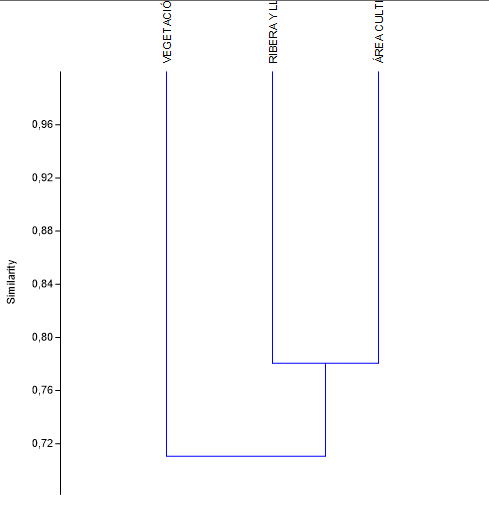 VEGETACIÓ
RIBERA Y LU
ÁREA CULTI
0,96
0,92
0,88
0,84
0,80
0,76
0,72
Similarity